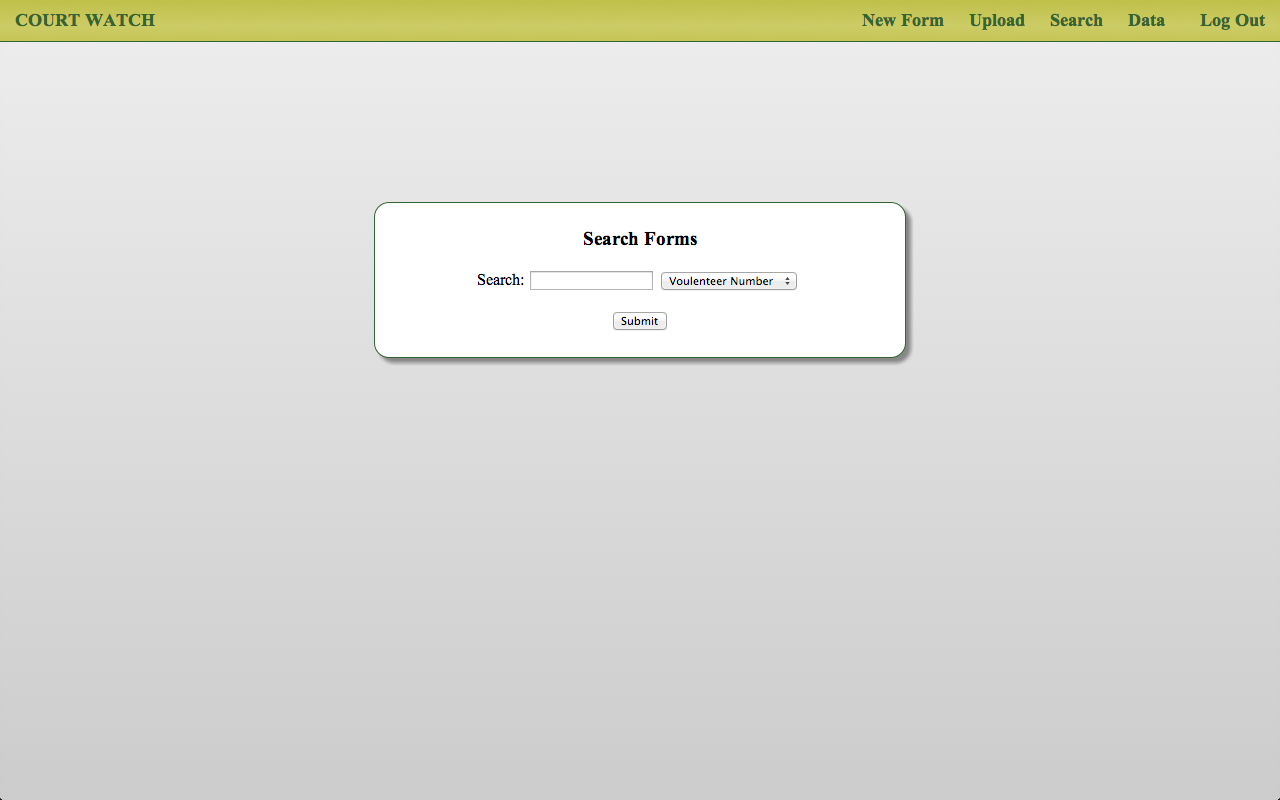 COURT WATCH New Form Upload Search Data Log Out
Search Forms
Search: Voulenteer Number
Submit